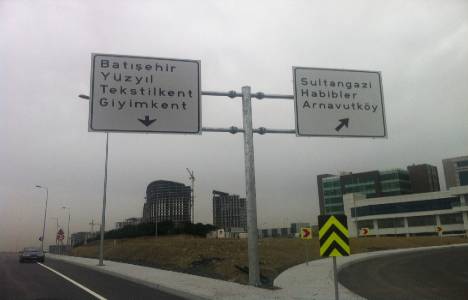 Batışehir
Yüzyıl
Tekstilkent
Giyimkent
Sultangazi
Habibler
Arnavutköy